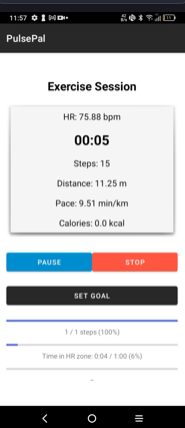 11:57
PulsePal
Exercise Session
HR: 75.88 bpm
00:05
Steps: 15
Distance: 11.25 m
Pace: 9.51 min/km
Calories: 0.0 kcal
PAUSE STOP
SET GOAL
1 / 1 steps (100%)
Time in HR zone: 0:04 / 1:00 (6%)
–